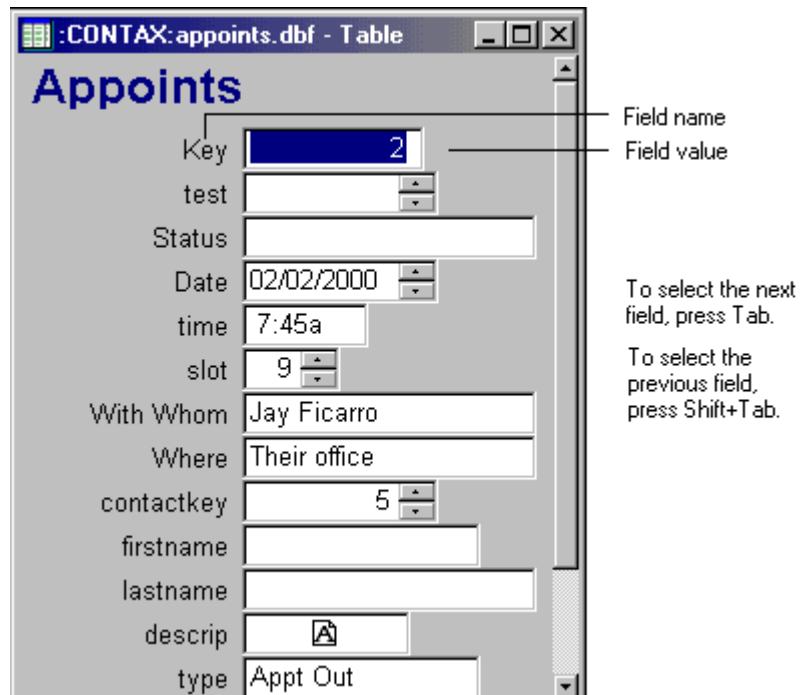 :CONTAX:appoints.dbf - Table
Appoints
Field name
Key 2
Field value
test
Status
Date 02/02/2000
time 7:45a
slot 9
With Whom Jay Ficarro
Where Their office
contactkey 5
firstname
lastname
descrip A
type Appt Out
To select the next
field, press Tab.
To select the
previous field,
press Shift+Tab.